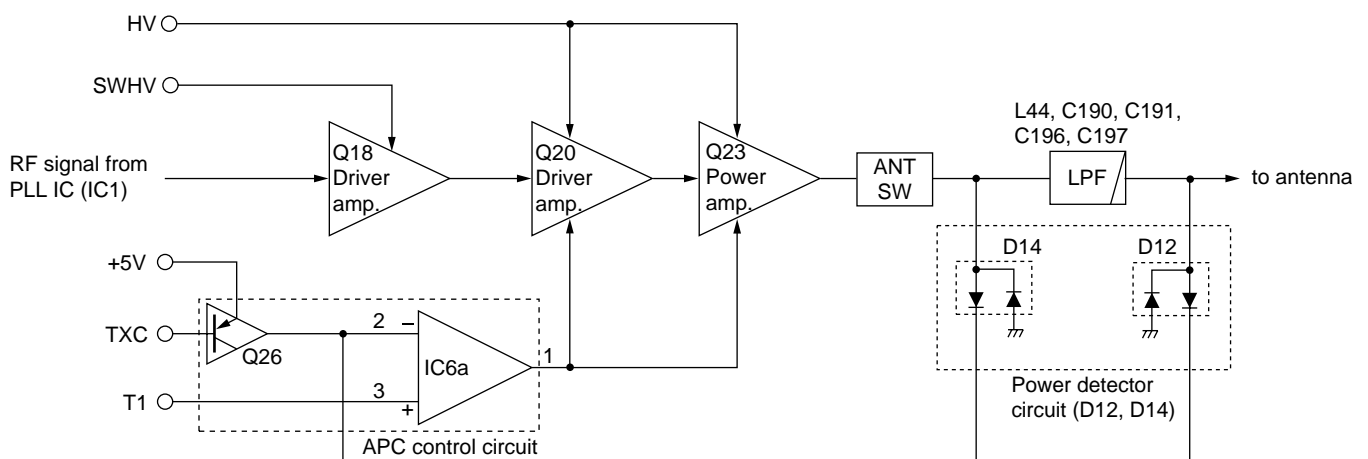 HV
SWHV
L44, C190, C191,
C196, C197
RF signal from
PLL IC (IC1)
Q18
Driver
amp.
Q20
Driver
amp.
Q23
Power
amp.
ANT
SW
LPF
to antenna
+5V
D14
D12
TXC
Q26
2
–
IC6a
1
T1
3
+
APC control circuit
Power detector
circuit (D12, D14)